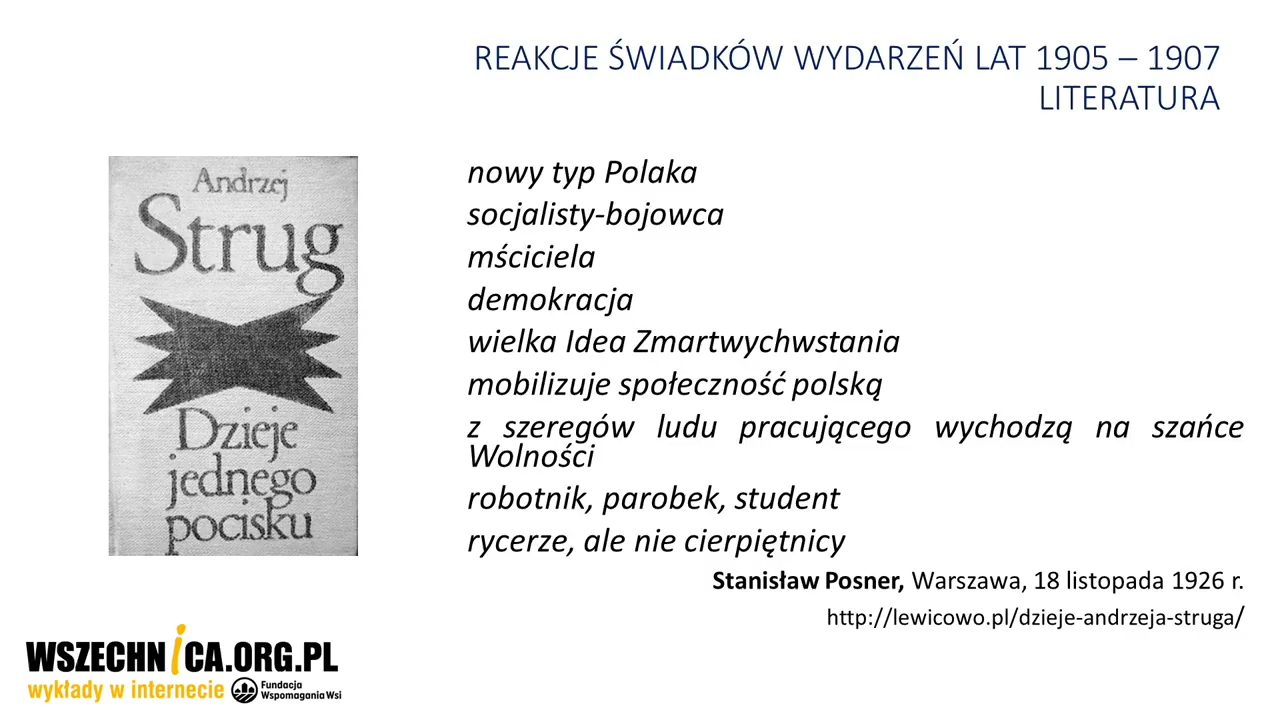 REAKCJE ŚWIADKÓW WYDARZEŃ LAT 1905 – 1907
LITERATURA
Andrzej
Strug
Dzieje
jednego
pocisku
nowy typ Polaka
socjalisty-bojowca
mściciela
demokracja
wielka Idea Zmartwychwstania
mobilizuje społeczność polską
z szeregów ludu pracującego wychodzą na szańce
Wolności
robotnik, parobek, student
rycerze, ale nie cierpiętnicy
Stanisław Posner, Warszawa, 18 listopada 1926 r.
http://lewicowo.pl/dzieje-andrzeja-struga/
WSZECHNiCA.ORG.PL
wykłady w internecie
Fundacja
Wspomagania Wsi